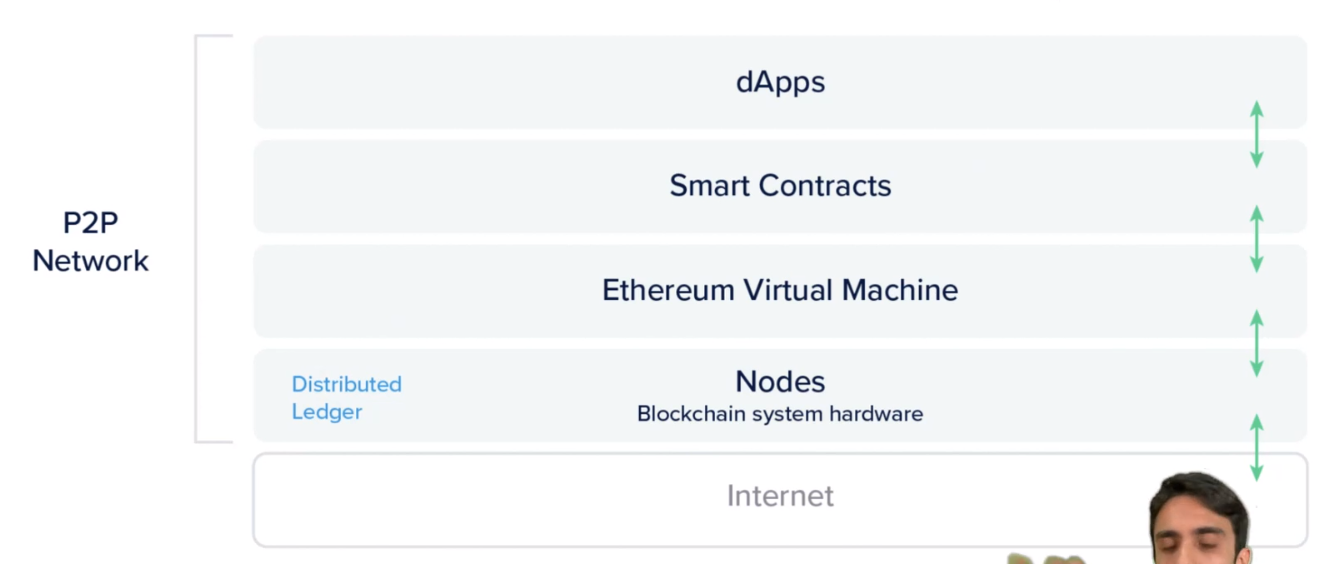 dApps
Smart Contracts
P2P
Network
Ethereum Virtual Machine
Distributed
Ledger
Nodes
Blockchain system hardware
Internet